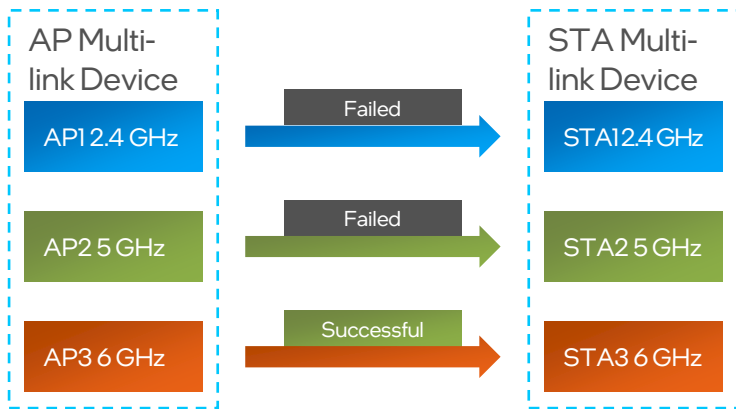 AP Multi-
link Device
STA Multi-
link Device
AP1 2.4 GHz
Failed
STA1 2.4 GHz
AP2 5 GHz
Failed
STA2 5 GHz
AP3 6 GHz
Successful
STA3 6 GHz